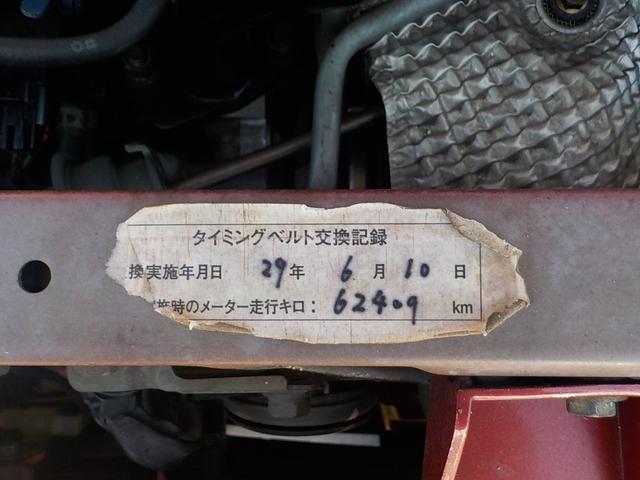 タイミングベルト交換記録
換実施年月日 29年 6月 10日
施時のメーター走行キロ: 62409 km